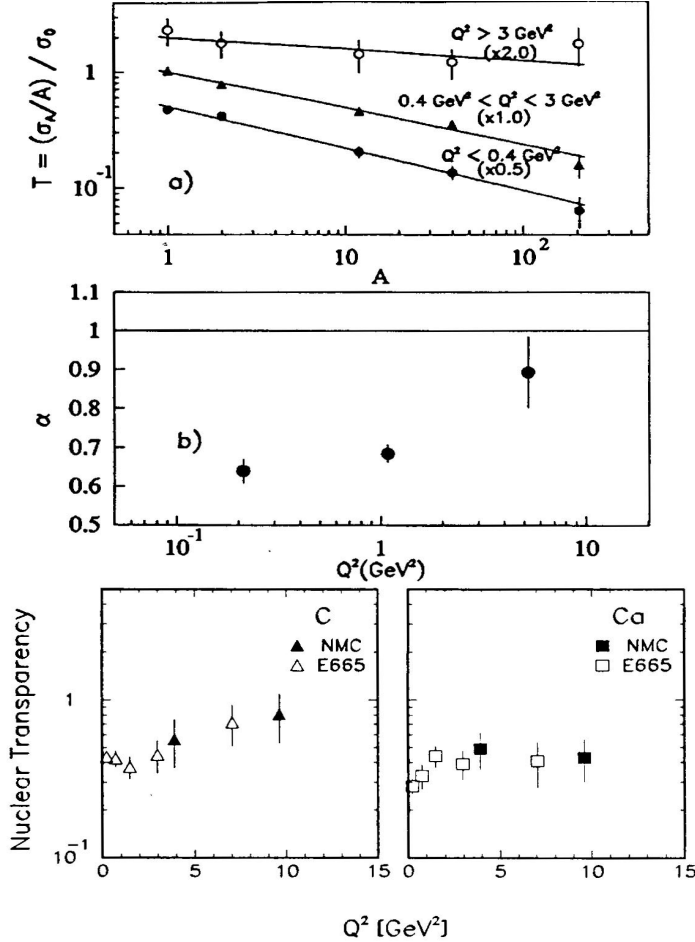 T = (σ_A/A) / σ_0
1
10^-1
Q² > 3 GeV²
(x2.0)
0.4 GeV² < Q² < 3 GeV²
(x1.0)
Q² < 0.4 GeV²
(x0.5)
a)
1 10 10²
A
α
1.1
1
0.9
0.8
0.7
0.6
0.5
b)
10^-1 1 10
Q²(GeV²)
Nuclear Transparency
1
10^-1
C
NMC
E665
0 5 10 15
Ca
NMC
E665
0 5 10 15
Q² [GeV²]